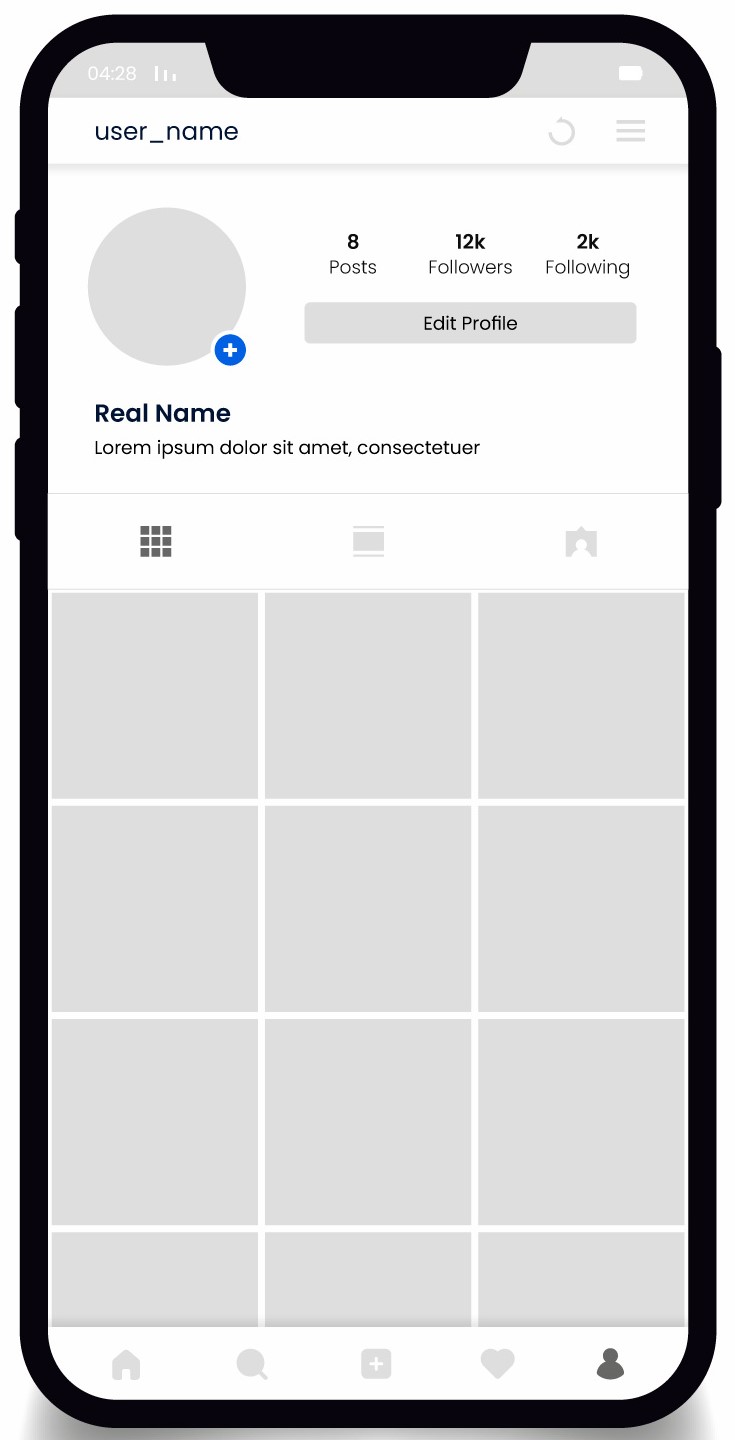 04:28
user_name
8 12k 2k
Posts Followers Following
Edit Profile
Real Name
Lorem ipsum dolor sit amet, consectetuer